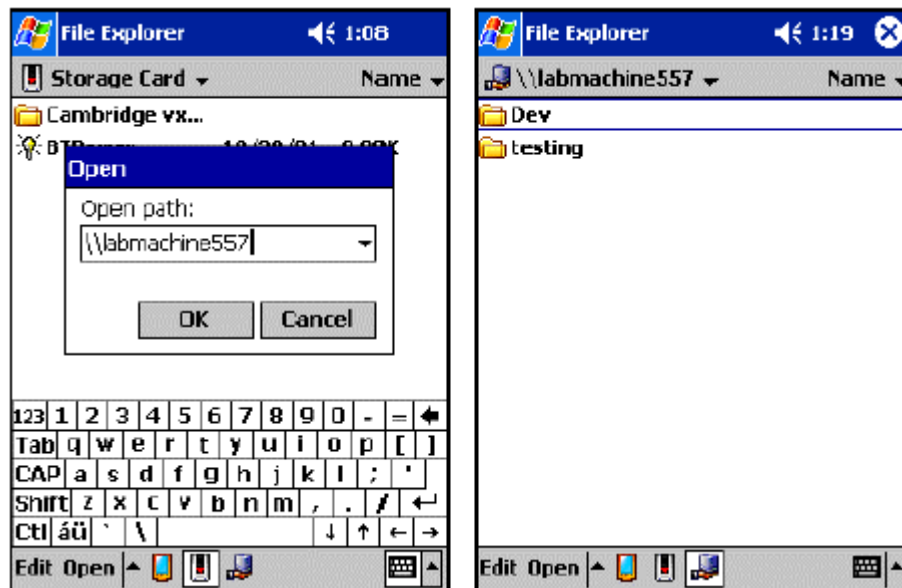 File Explorer 1:08
Storage Card Name
Cambridge vx...
Open
Open path:
\\labmachine557
OK Cancel
123 1 2 3 4 5 6 7 8 9 0 - =
Tab q w e r t y u i o p [ ]
CAP a s d f g h j k l ; '
Shift z x c v b n m , . /
Ctl áü ` \
Edit Open
File Explorer 1:19
\\labmachine557 Name
Dev
testing
Edit Open